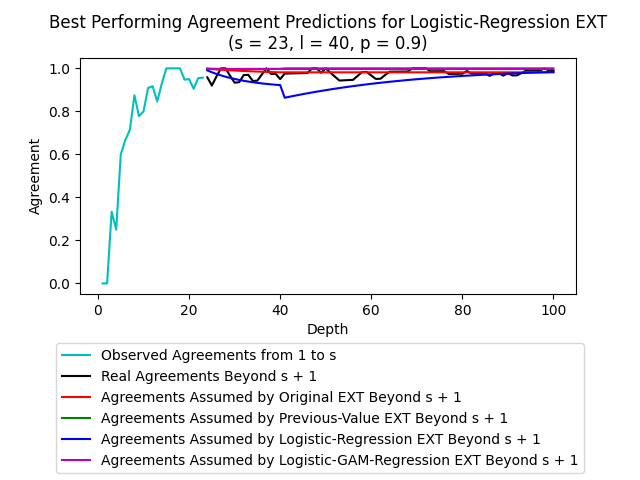 Best Performing Agreement Predictions for Logistic-Regression EXT
(s = 23, l = 40, p = 0.9)
1.0
0.8
0.6
0.4
0.2
0.0
Agreement
0
20
40
60
80
100
Depth
Observed Agreements from 1 to s
Real Agreements Beyond s + 1
Agreements Assumed by Original EXT Beyond s + 1
Agreements Assumed by Previous-Value EXT Beyond s + 1
Agreements Assumed by Logistic-Regression EXT Beyond s + 1
Agreements Assumed by Logistic-GAM-Regression EXT Beyond s + 1